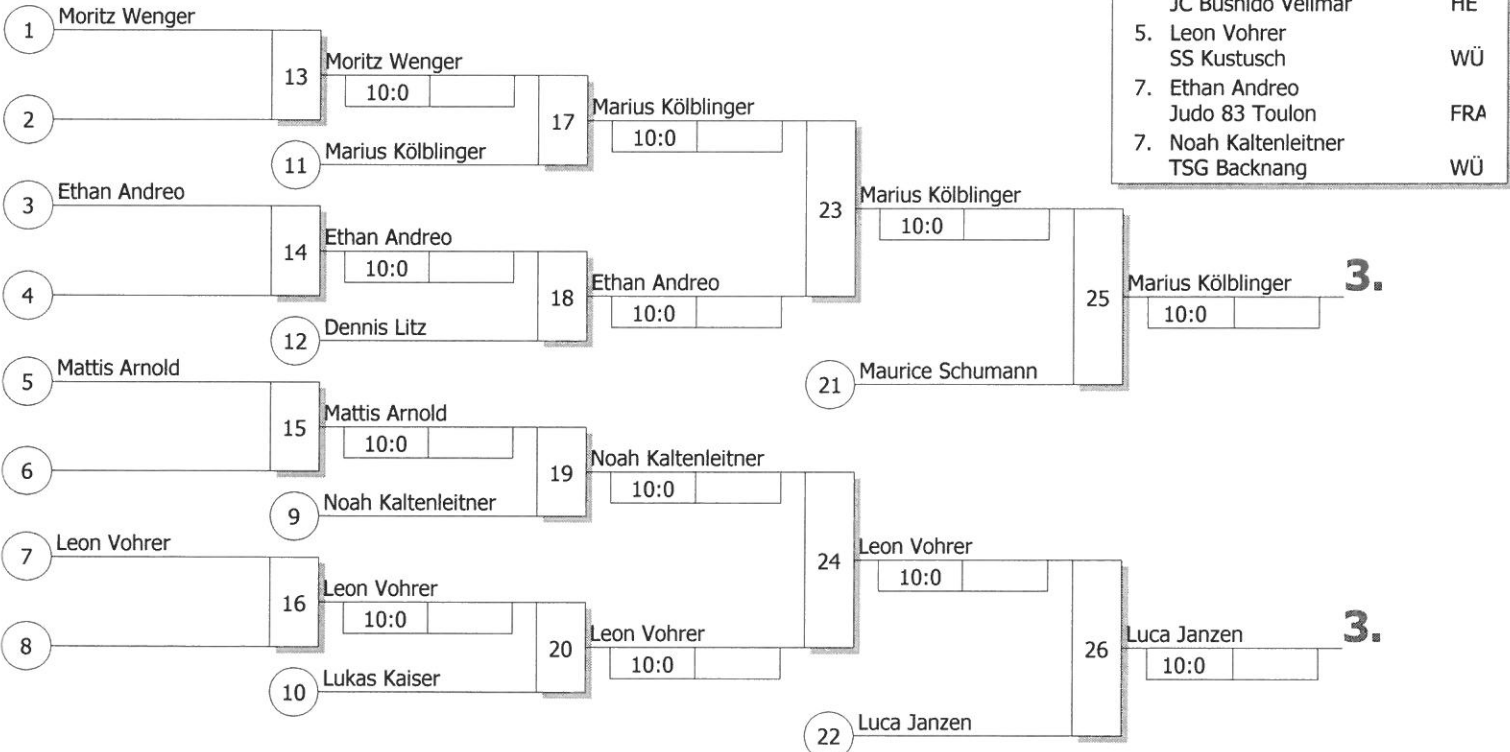 JC Bushido Vellmar HE
5. Leon Vohrer
SS Kustusch WÜ
7. Ethan Andreo
Judo 83 Toulon FRA
7. Noah Kaltenleitner
TSG Backnang WÜ
1 Moritz Wenger
13 Moritz Wenger
10:0
2
17 Marius Kölblinger
10:0
11 Marius Kölblinger
3 Ethan Andreo
23 Marius Kölblinger
10:0
14 Ethan Andreo
10:0
4
18 Ethan Andreo
10:0
25 Marius Kölblinger 3.
10:0
12 Dennis Litz
5 Mattis Arnold
21 Maurice Schumann
15 Mattis Arnold
10:0
6
19 Noah Kaltenleitner
10:0
9 Noah Kaltenleitner
7 Leon Vohrer
24 Leon Vohrer
10:0
16 Leon Vohrer
10:0
8
20 Leon Vohrer
10:0
26 Luca Janzen 3.
10:0
10 Lukas Kaiser
22 Luca Janzen